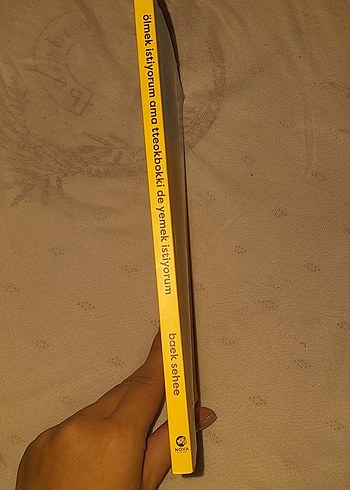 ölmek istiyorum ama tteokbokki de yemek istiyorum
baek sehee
NOVA